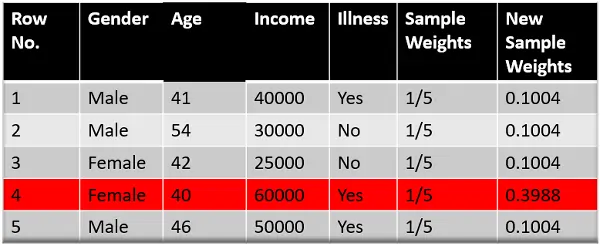 Row No. Gender Age Income Illness Sample Weights New Sample Weights
1 Male 41 40000 Yes 1/5 0.1004
2 Male 54 30000 No 1/5 0.1004
3 Female 42 25000 No 1/5 0.1004
4 Female 40 60000 Yes 1/5 0.3988
5 Male 46 50000 Yes 1/5 0.1004